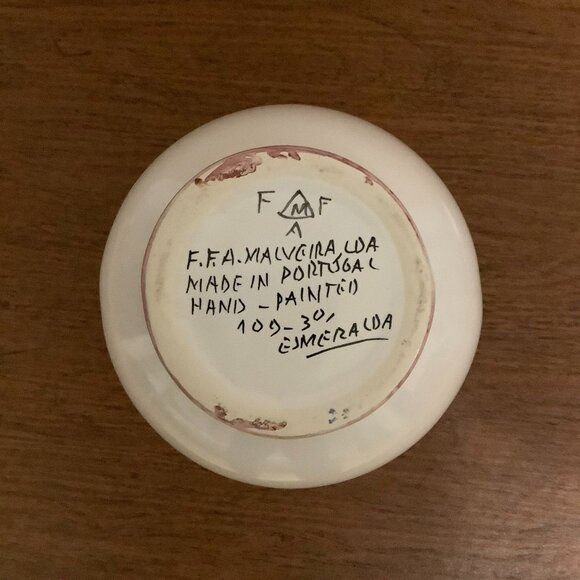 F M F
A
F.F.A. MALVEIRA, LDA
MADE IN PORTUGAL
HAND - PAINTED
109-30,
ESMERALDA